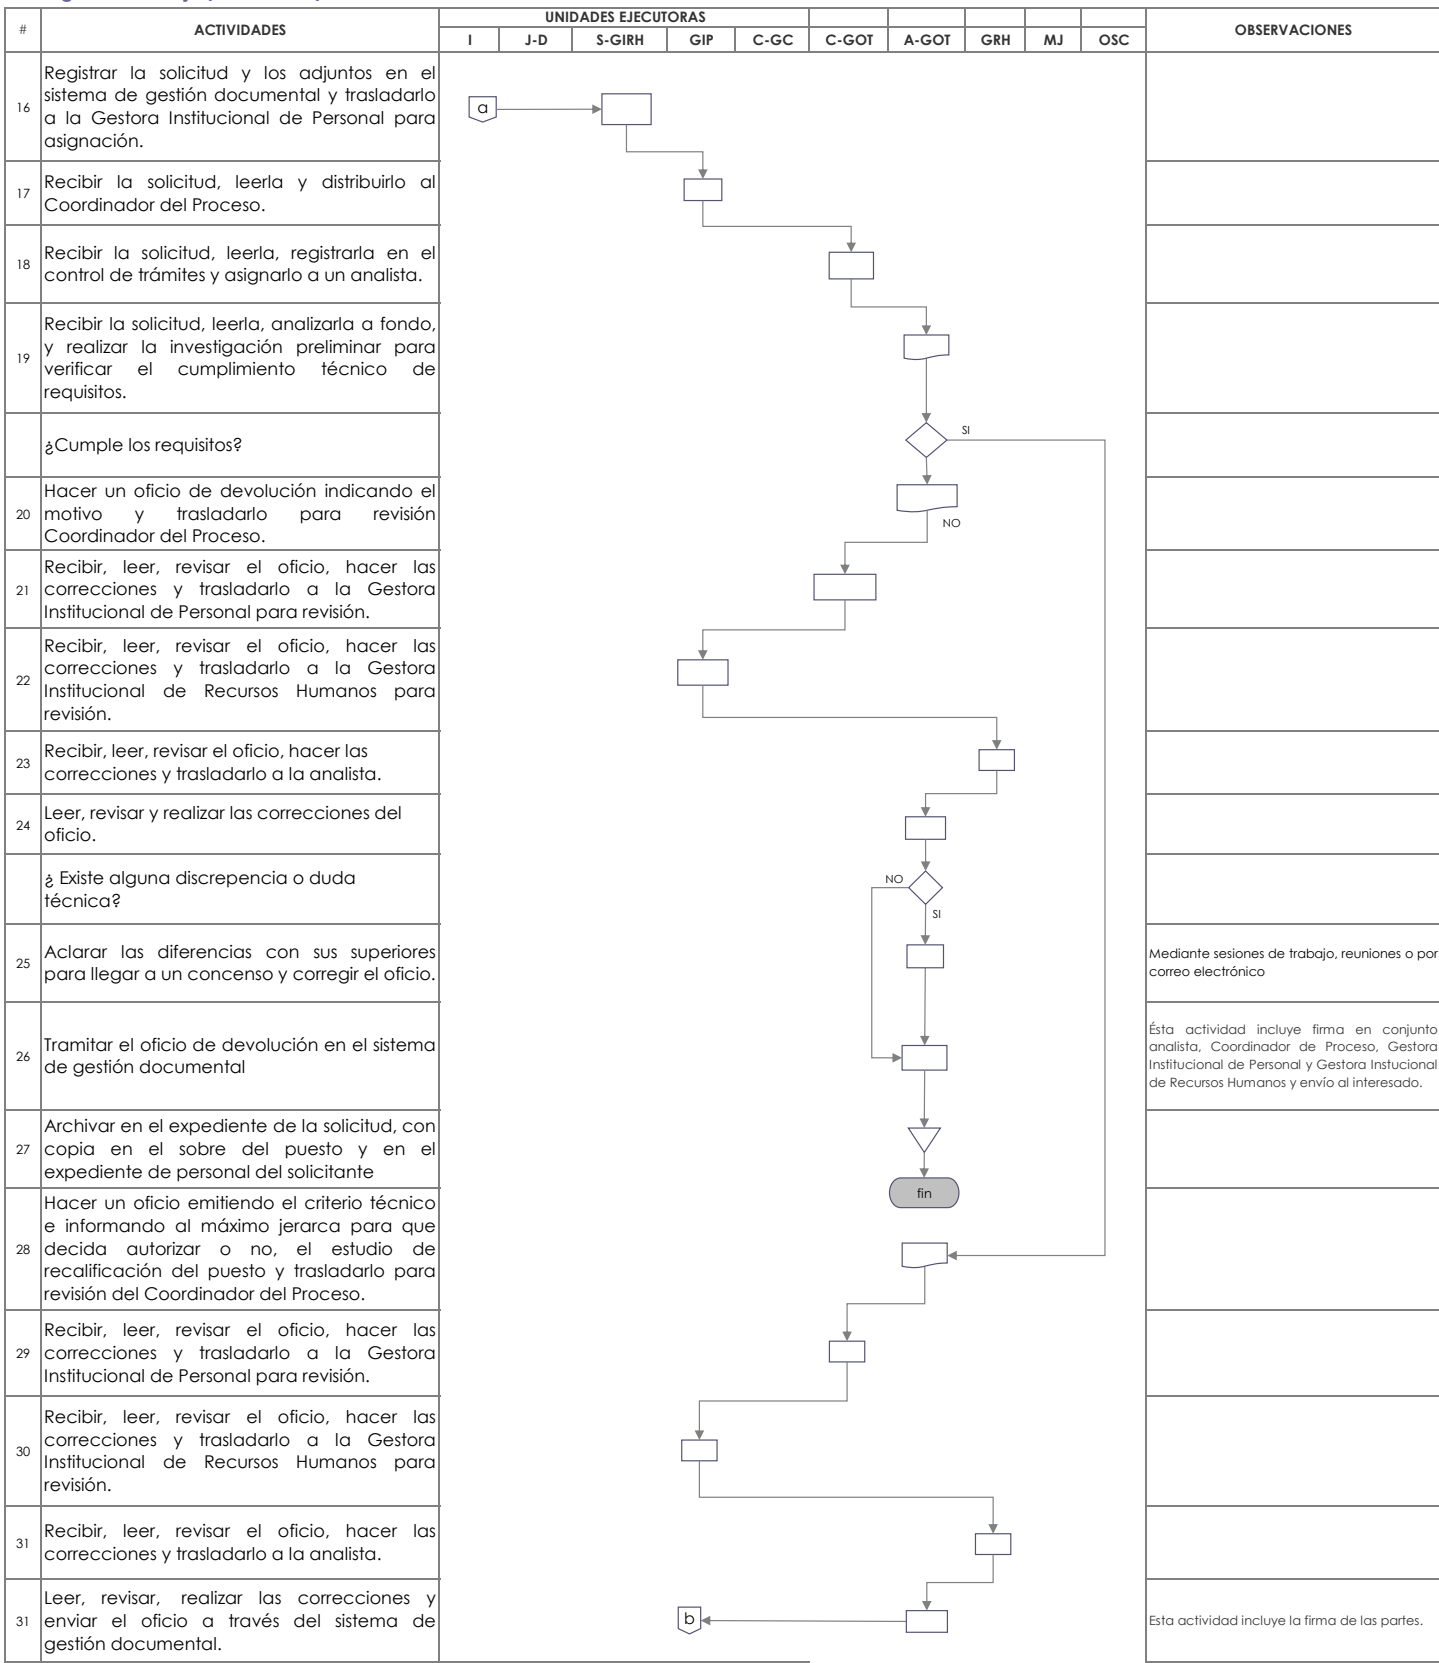 # ACTIVIDADES UNIDADES EJECUTORAS OBSERVACIONES
I J-D S-GIRH GIP C-GC C-GOT A-GOT GRH MJ OSC
16
Registrar la solicitud y los adjuntos en el
sistema de gestión documental y trasladarlo
a la Gestora Institucional de Personal para
asignación.
a
17
Recibir la solicitud, leerla y distribuirlo al
Coordinador del Proceso.
18
Recibir la solicitud, leerla, registrarla en el
control de trámites y asignarlo a un analista.
19
Recibir la solicitud, leerla, analizarla a fondo,
y realizar la investigación preliminar para
verificar el cumplimiento técnico de
requisitos.
¿Cumple los requisitos?
SI
20
Hacer un oficio de devolución indicando el
motivo y trasladarlo para revisión
Coordinador del Proceso.
NO
21
Recibir, leer, revisar el oficio, hacer las
correcciones y trasladarlo a la Gestora
Institucional de Personal para revisión.
22
Recibir, leer, revisar el oficio, hacer las
correcciones y trasladarlo a la Gestora
Institucional de Recursos Humanos para
revisión.
23
Recibir, leer, revisar el oficio, hacer las
correcciones y trasladarlo a la analista.
24
Leer, revisar y realizar las correcciones del
oficio.
¿ Existe alguna discrepencia o duda
técnica?
NO
SI
25
Aclarar las diferencias con sus superiores
para llegar a un concenso y corregir el oficio.
Mediante sesiones de trabajo, reuniones o por
correo electrónico
26
Tramitar el oficio de devolución en el sistema
de gestión documental
Ésta actividad incluye firma en conjunto
analista, Coordinador de Proceso, Gestora
Institucional de Personal y Gestora Instucional
de Recursos Humanos y envío al interesado.
27
Archivar en el expediente de la solicitud, con
copia en el sobre del puesto y en el
expediente de personal del solicitante
fin
28
Hacer un oficio emitiendo el criterio técnico
e informando al máximo jerarca para que
decida autorizar o no, el estudio de
recalificación del puesto y trasladarlo para
revisión del Coordinador del Proceso.
29
Recibir, leer, revisar el oficio, hacer las
correcciones y trasladarlo a la Gestora
Institucional de Personal para revisión.
30
Recibir, leer, revisar el oficio, hacer las
correcciones y trasladarlo a la Gestora
Institucional de Recursos Humanos para
revisión.
31
Recibir, leer, revisar el oficio, hacer las
correcciones y trasladarlo a la analista.
31
Leer, revisar, realizar las correcciones y
enviar el oficio a través del sistema de
gestión documental.
b
Esta actividad incluye la firma de las partes.